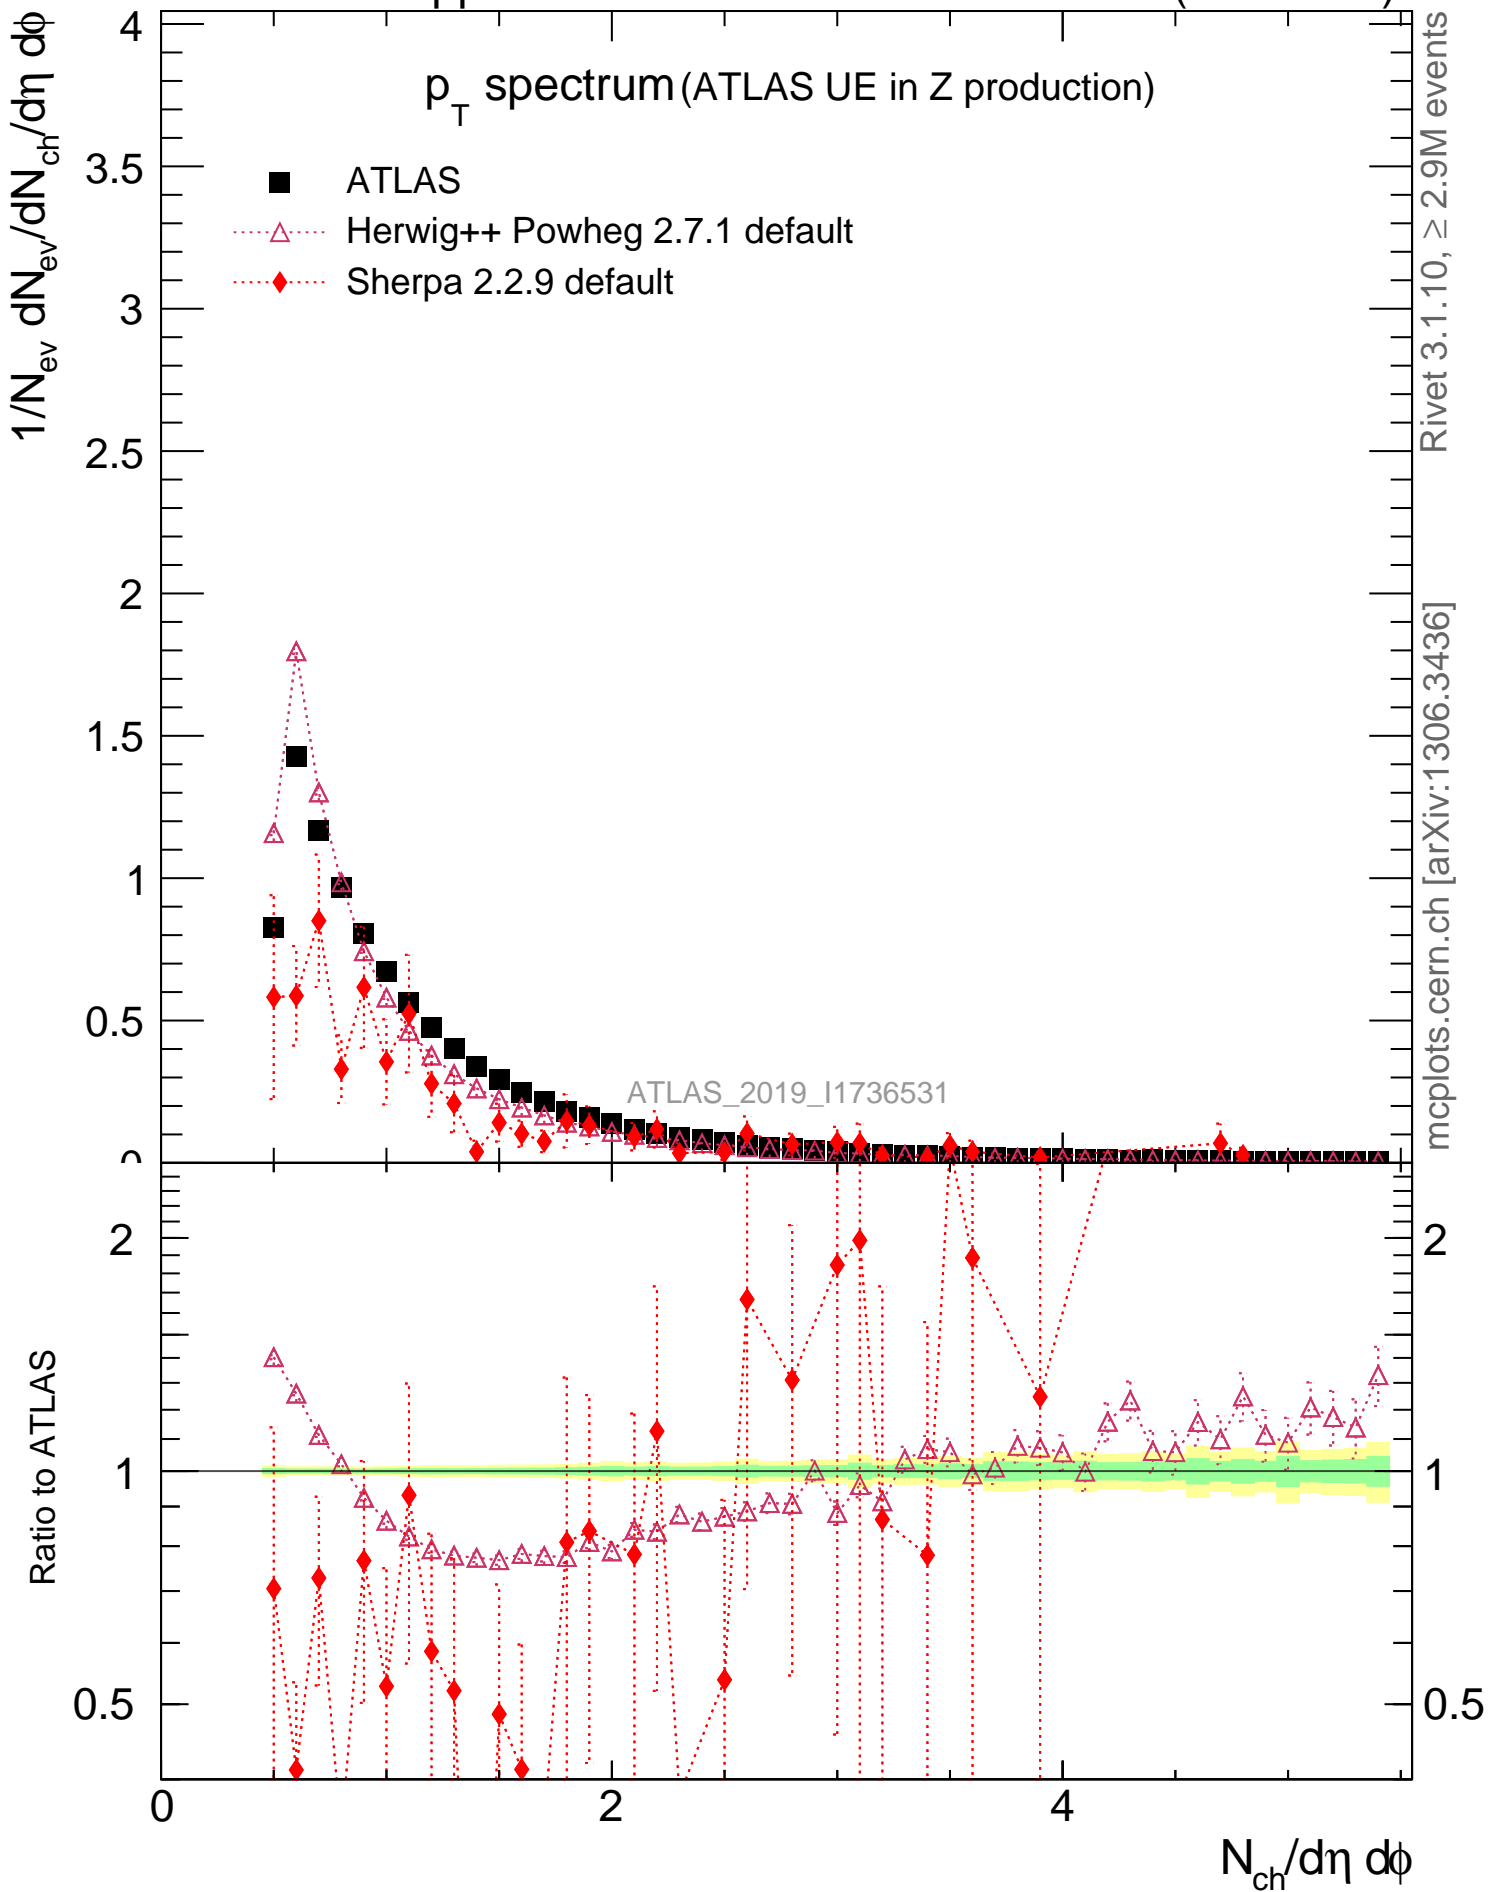 1/N_ev dN_ev/dN_ch/dη dϕ
p_T spectrum (ATLAS UE in Z production)
ATLAS
Herwig++ Powheg 2.7.1 default
Sherpa 2.2.9 default
4
3.5
3
2.5
2
1.5
1
0.5
0
ATLAS_2019_I1736531
Rivet 3.1.10, ≥ 2.9M events
mcplots.cern.ch [arXiv:1306.3436]
Ratio to ATLAS
2
1
0.5
2
1
0.5
0
2
4
N_ch/dη dϕ